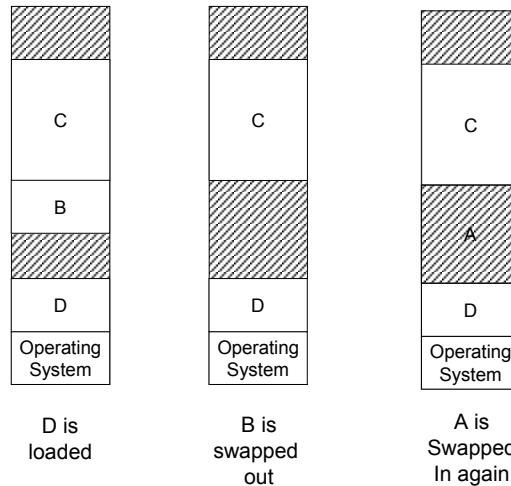 C
B
D
Operating
System
D is
loaded
C
D
Operating
System
B is
swapped
out
C
A
D
Operating
System
A is
Swapped
In again